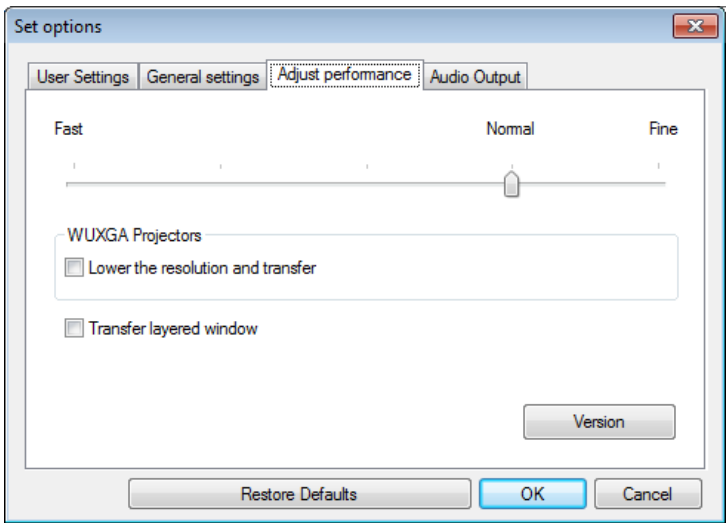 Set options
User Settings General settings Adjust performance Audio Output
Fast Normal Fine
WUXGA Projectors
Lower the resolution and transfer
Transfer layered window
Version
Restore Defaults OK Cancel